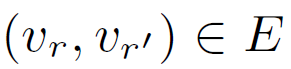 (v_r, v_{r'}) ∈ E